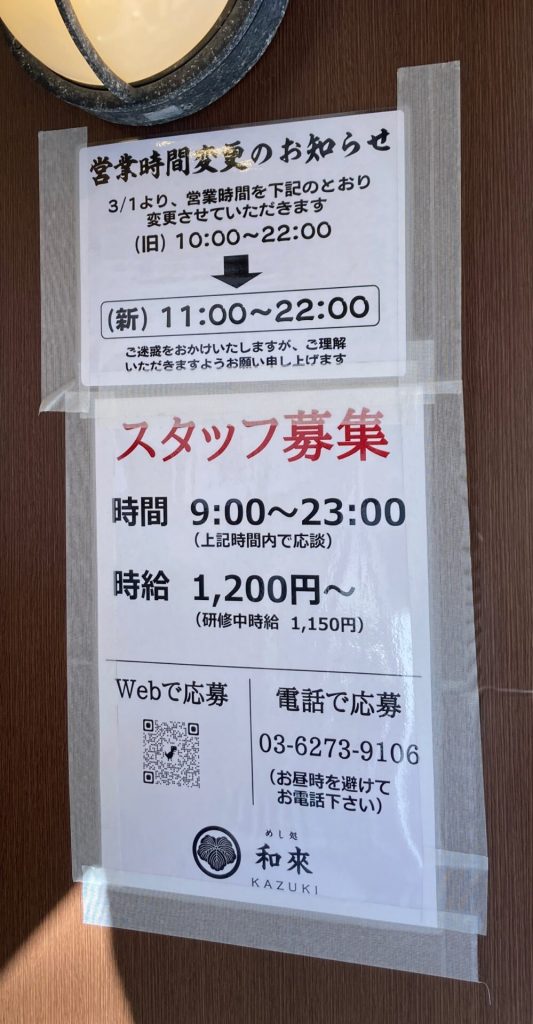 営業時間変更のお知らせ
3/1より、営業時間を下記のとおり
変更させていただきます
(旧) 10:00～22:00
(新) 11:00～22:00
ご迷惑をおかけいたしますが、ご理解
いただきますようお願い申し上げます
スタッフ募集
時間 9:00～23:00
(上記時間内で応談)
時給 1,200円～
(研修中時給 1,150円)
Webで応募
電話で応募
03-6273-9106
(お昼時を避けて
お電話下さい)
めし処
和來
KAZUKI